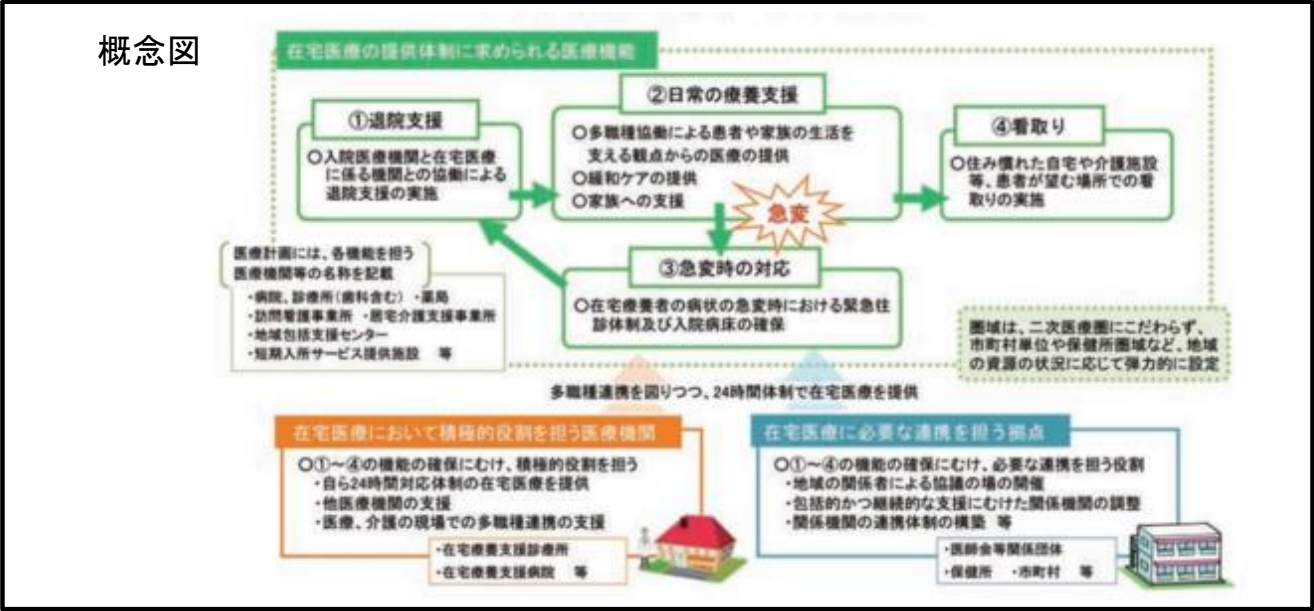 概念図
在宅医療の提供体制に求められる医療機能
①退院支援
○入院医療機関と在宅医療
に係る機関との協働による
退院支援の実施
②日常の療養支援
○多職種協働による患者や家族の生活を
支える観点からの医療の提供
○緩和ケアの提供
○家族への支援
急変
④看取り
○住み慣れた自宅や介護施設
等、患者が望む場所での看
取りの実施
③急変時の対応
○在宅療養者の病状の急変時における緊急往
診体制及び入院病床の確保
医療計画には、各機能を担う
医療機関等の名称を記載
・病院、診療所(歯科含む) ・薬局
・訪問看護事業所 ・居宅介護支援事業所
・地域包括支援センター
・短期入所サービス提供施設 等
圏域は、二次医療圏にこだわらず、
市町村単位や保健所圏域など、地域
の資源の状況に応じて弾力的に設定
多職種連携を図りつつ、24時間体制で在宅医療を提供
在宅医療において積極的役割を担う医療機関
○①~④の機能の確保にむけ、積極的役割を担う
・自ら24時間対応体制の在宅医療を提供
・他医療機関の支援
・医療、介護の現場での多職種連携の支援
・在宅療養支援診療所
・在宅療養支援病院 等
在宅医療に必要な連携を担う拠点
○①~④の機能の確保にむけ、必要な連携を担う役割
・地域の関係者による協議の場の開催
・包括的かつ継続的な支援にむけた関係機関の調整
・関係機関の連携体制の構築 等
・医師会等関係団体
・保健所 ・市町村 等